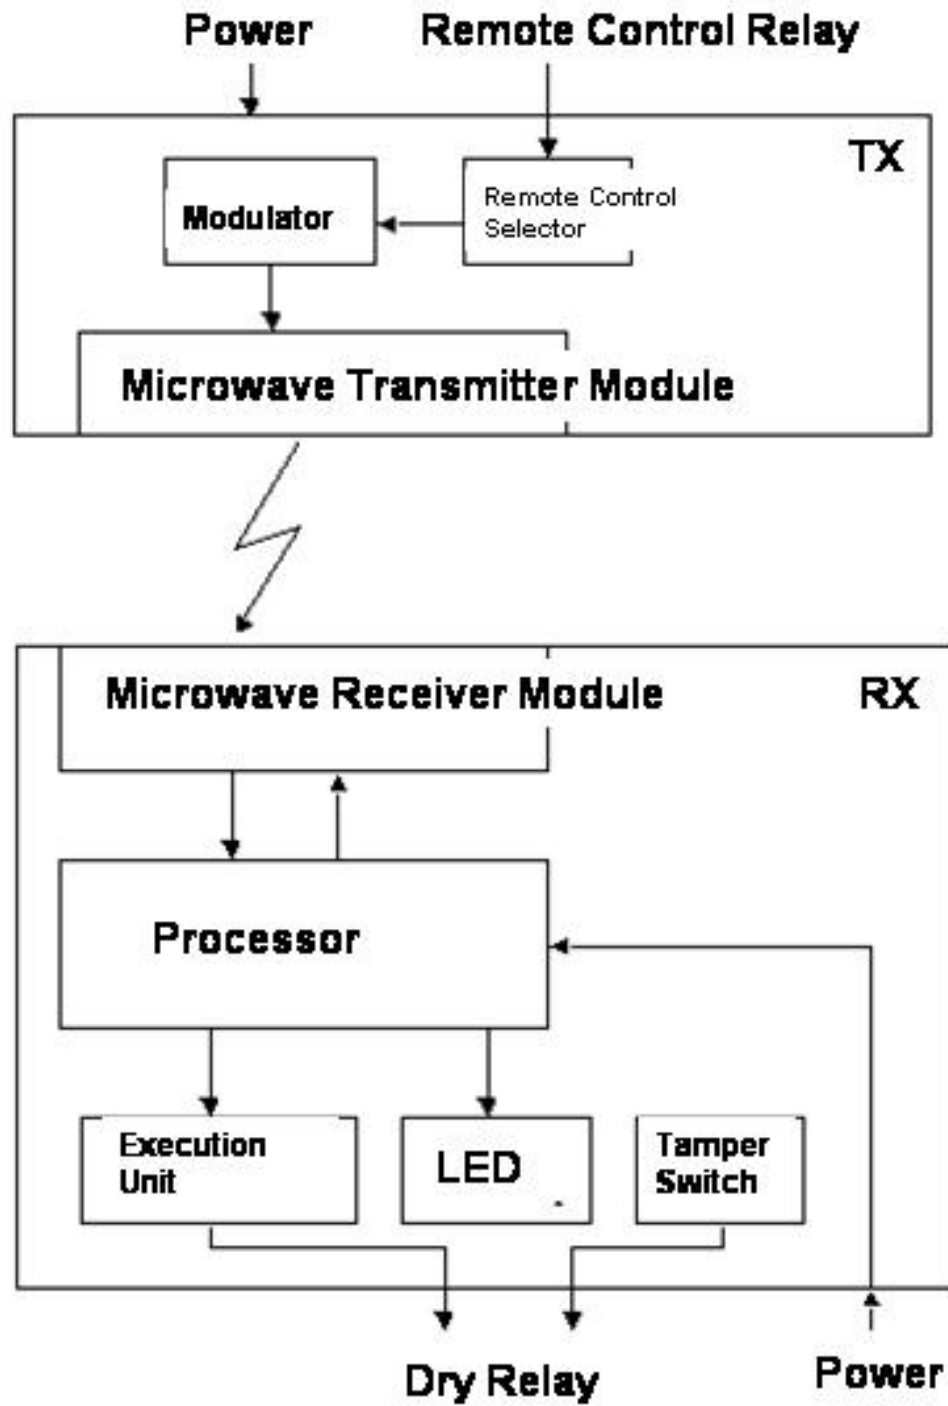 Power
Remote Control Relay
TX
Modulator
Remote Control
Selector
Microwave Transmitter Module
Microwave Receiver Module
RX
Processor
Execution
Unit
LED
Tamper
Switch
Dry Relay
Power